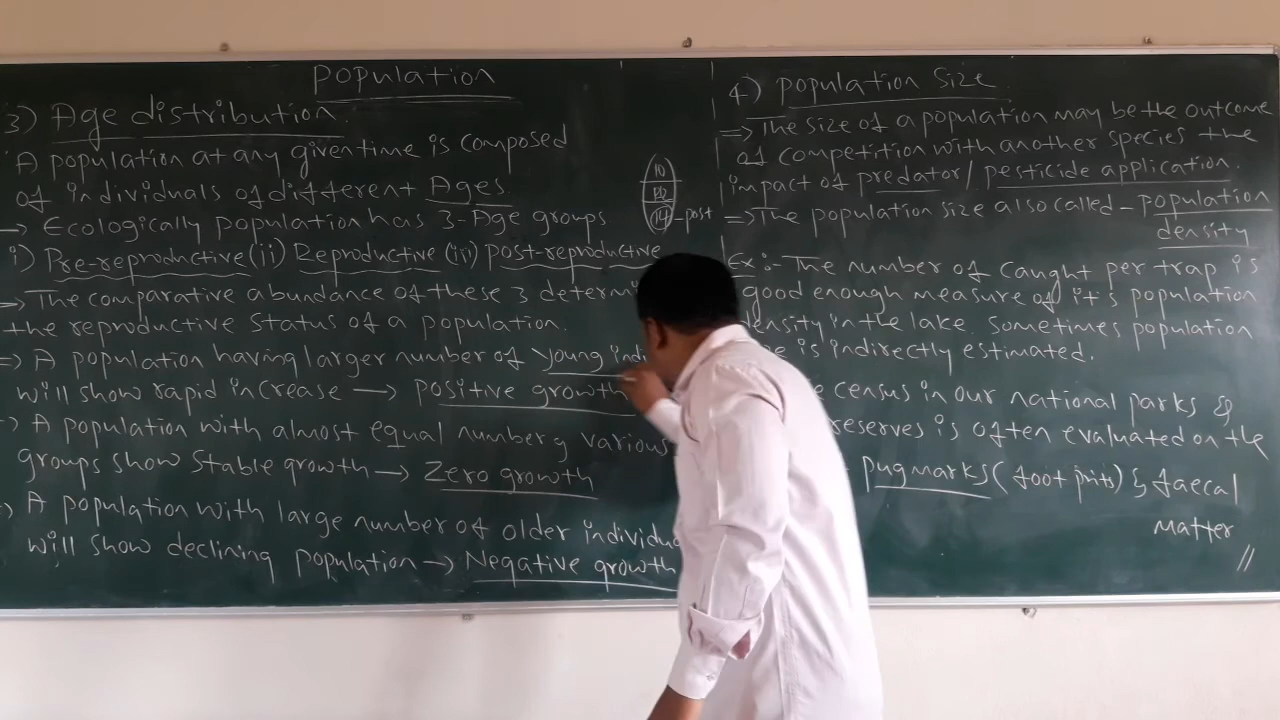 Population
3) Age distribution
A population at any given time is composed
of individuals of different Ages
→ Ecologically population has 3-Age groups
i) Pre-reproductive (ii) Reproductive (iii) post-reproductive
→ The comparative abundance of these 3 determi
the reproductive status of a population.
⇒ A population having larger number of young ind
will show rapid increase → positive growth
→ A population with almost equal number of various
groups show stable growth → Zero growth
→ A population with large number of older individu
will show declining population → Negative growth
10
14 - post
4) population size
⇒ The size of a population may be the outcome
of competition with another species the
impact of predator / pesticide application.
⇒ The population size also called - population
density
Ex:- The number of caught per trap is
good enough measure of it's population
density in the lake. Sometimes population
is indirectly estimated.
census in our national parks &
reserves is often evaluated on the
pugmarks (foot prints) & faecal
matter //